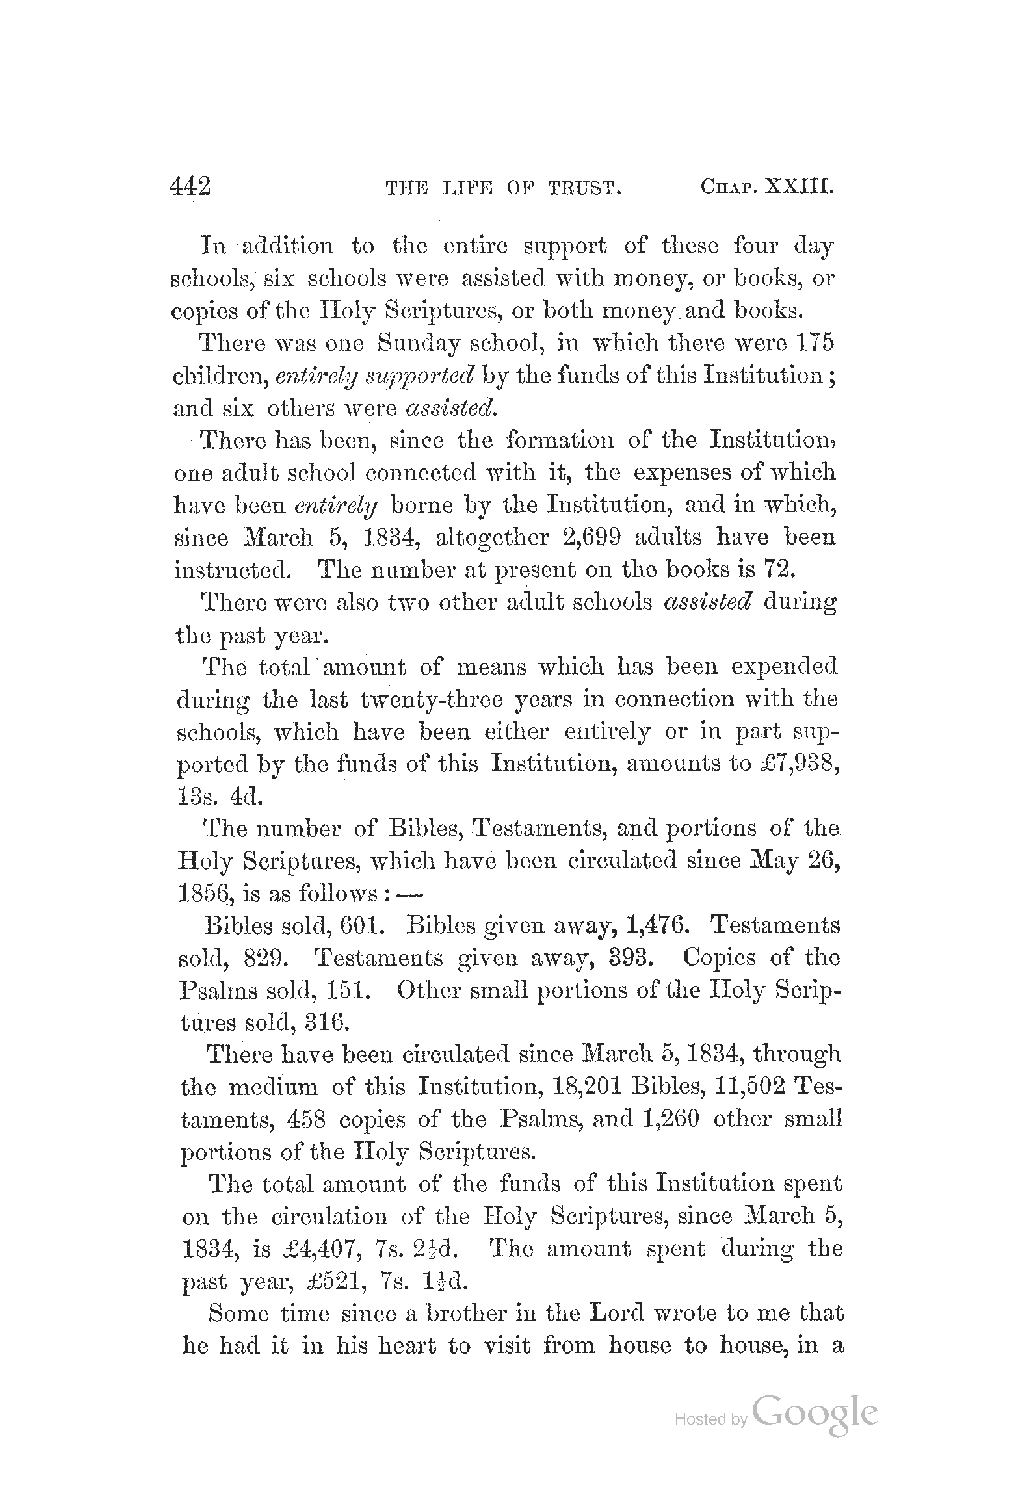 442 THE LIFE OF TRUST. CHAP. XXIII.
In addition to the entire support of these four day
schools, six schools were assisted with money, or books, or
copies of the Holy Scriptures, or both money and books.
There was one Sunday school, in which there were 175
children, entirely supported by the funds of this Institution;
and six others were assisted.
There has been, since the formation of the Institution,
one adult school connected with it, the expenses of which
have been entirely borne by the Institution, and in which,
since March 5, 1834, altogether 2,699 adults have been
instructed. The number at present on the books is 72.
There were also two other adult schools assisted during
the past year.
The total amount of means which has been expended
during the last twenty-three years in connection with the
schools, which have been either entirely or in part sup-
ported by the funds of this Institution, amounts to £7,938,
13s. 4d.
The number of Bibles, Testaments, and portions of the
Holy Scriptures, which have been circulated since May 26,
1856, is as follows: —
Bibles sold, 601. Bibles given away, 1,476. Testaments
sold, 829. Testaments given away, 393. Copies of the
Psalms sold, 151. Other small portions of the Holy Scrip-
tures sold, 316.
There have been circulated since March 5, 1834, through
the medium of this Institution, 18,201 Bibles, 11,502 Tes-
taments, 458 copies of the Psalms, and 1,260 other small
portions of the Holy Scriptures.
The total amount of the funds of this Institution spent
on the circulation of the Holy Scriptures, since March 5,
1834, is £4,407, 7s. 2½d. The amount spent during the
past year, £521, 7s. 1½d.
Some time since a brother in the Lord wrote to me that
he had it in his heart to visit from house to house, in a
Hosted by Google